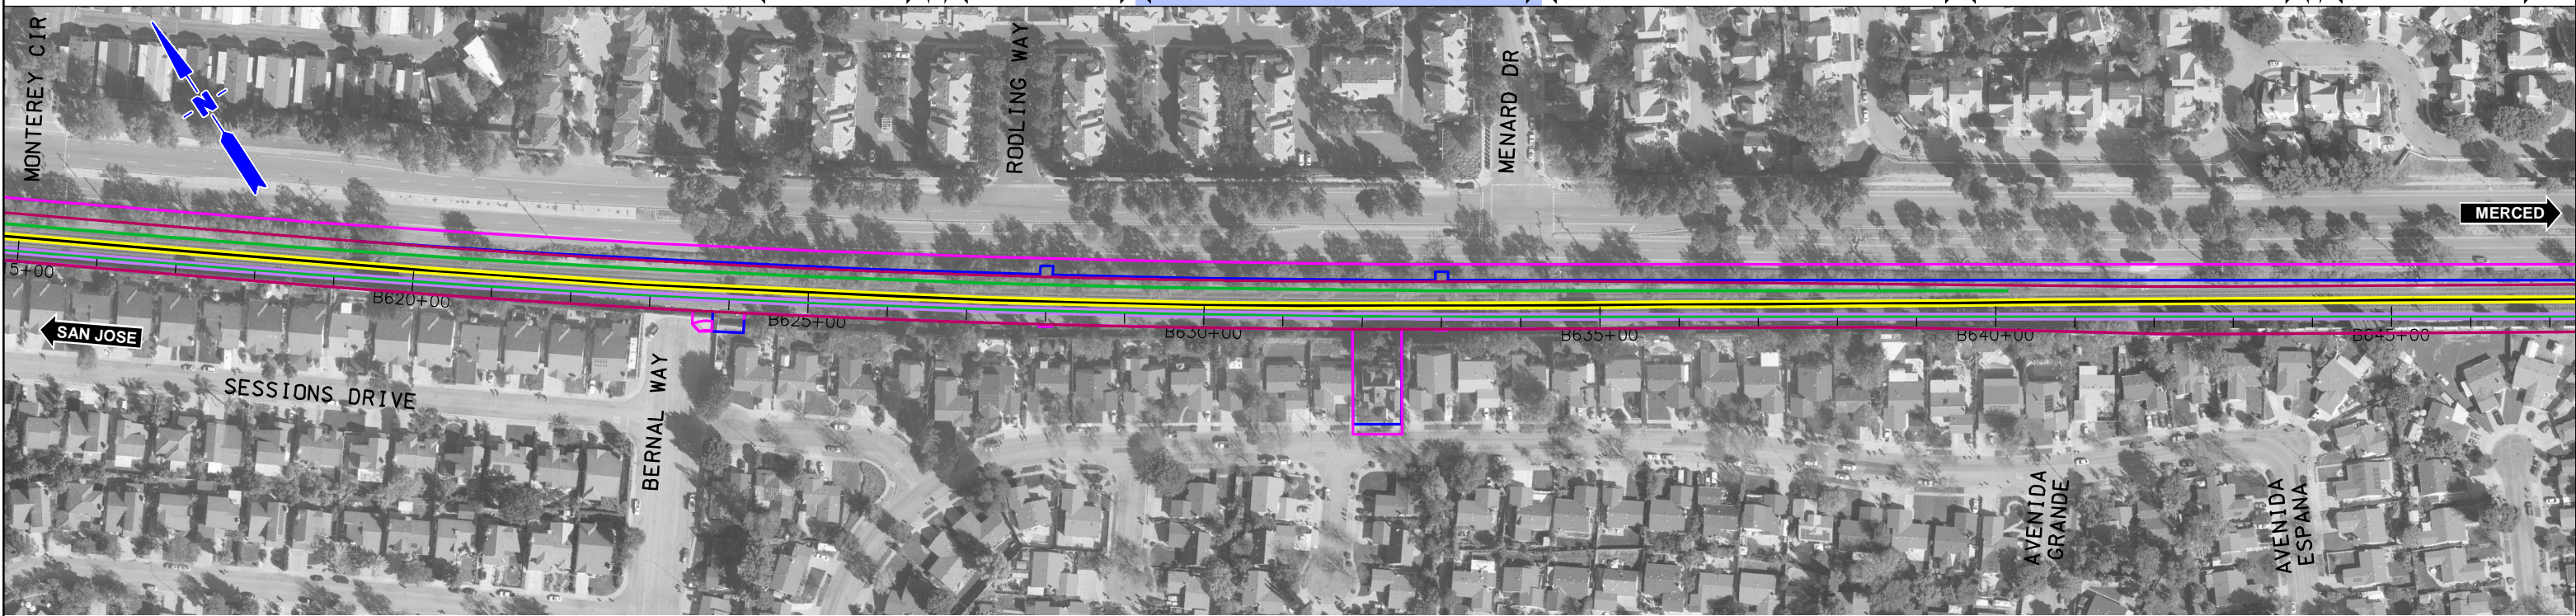 MONTEREY CIR
N
RODLING WAY
MENARD DR
MERCED
5+00
B620+00
B625+00
B630+00
B635+00
B640+00
B645+00
SAN JOSE
SESSIONS DRIVE
BERNAL WAY
AVENIDA
GRANDE
AVENIDA
ESPANA